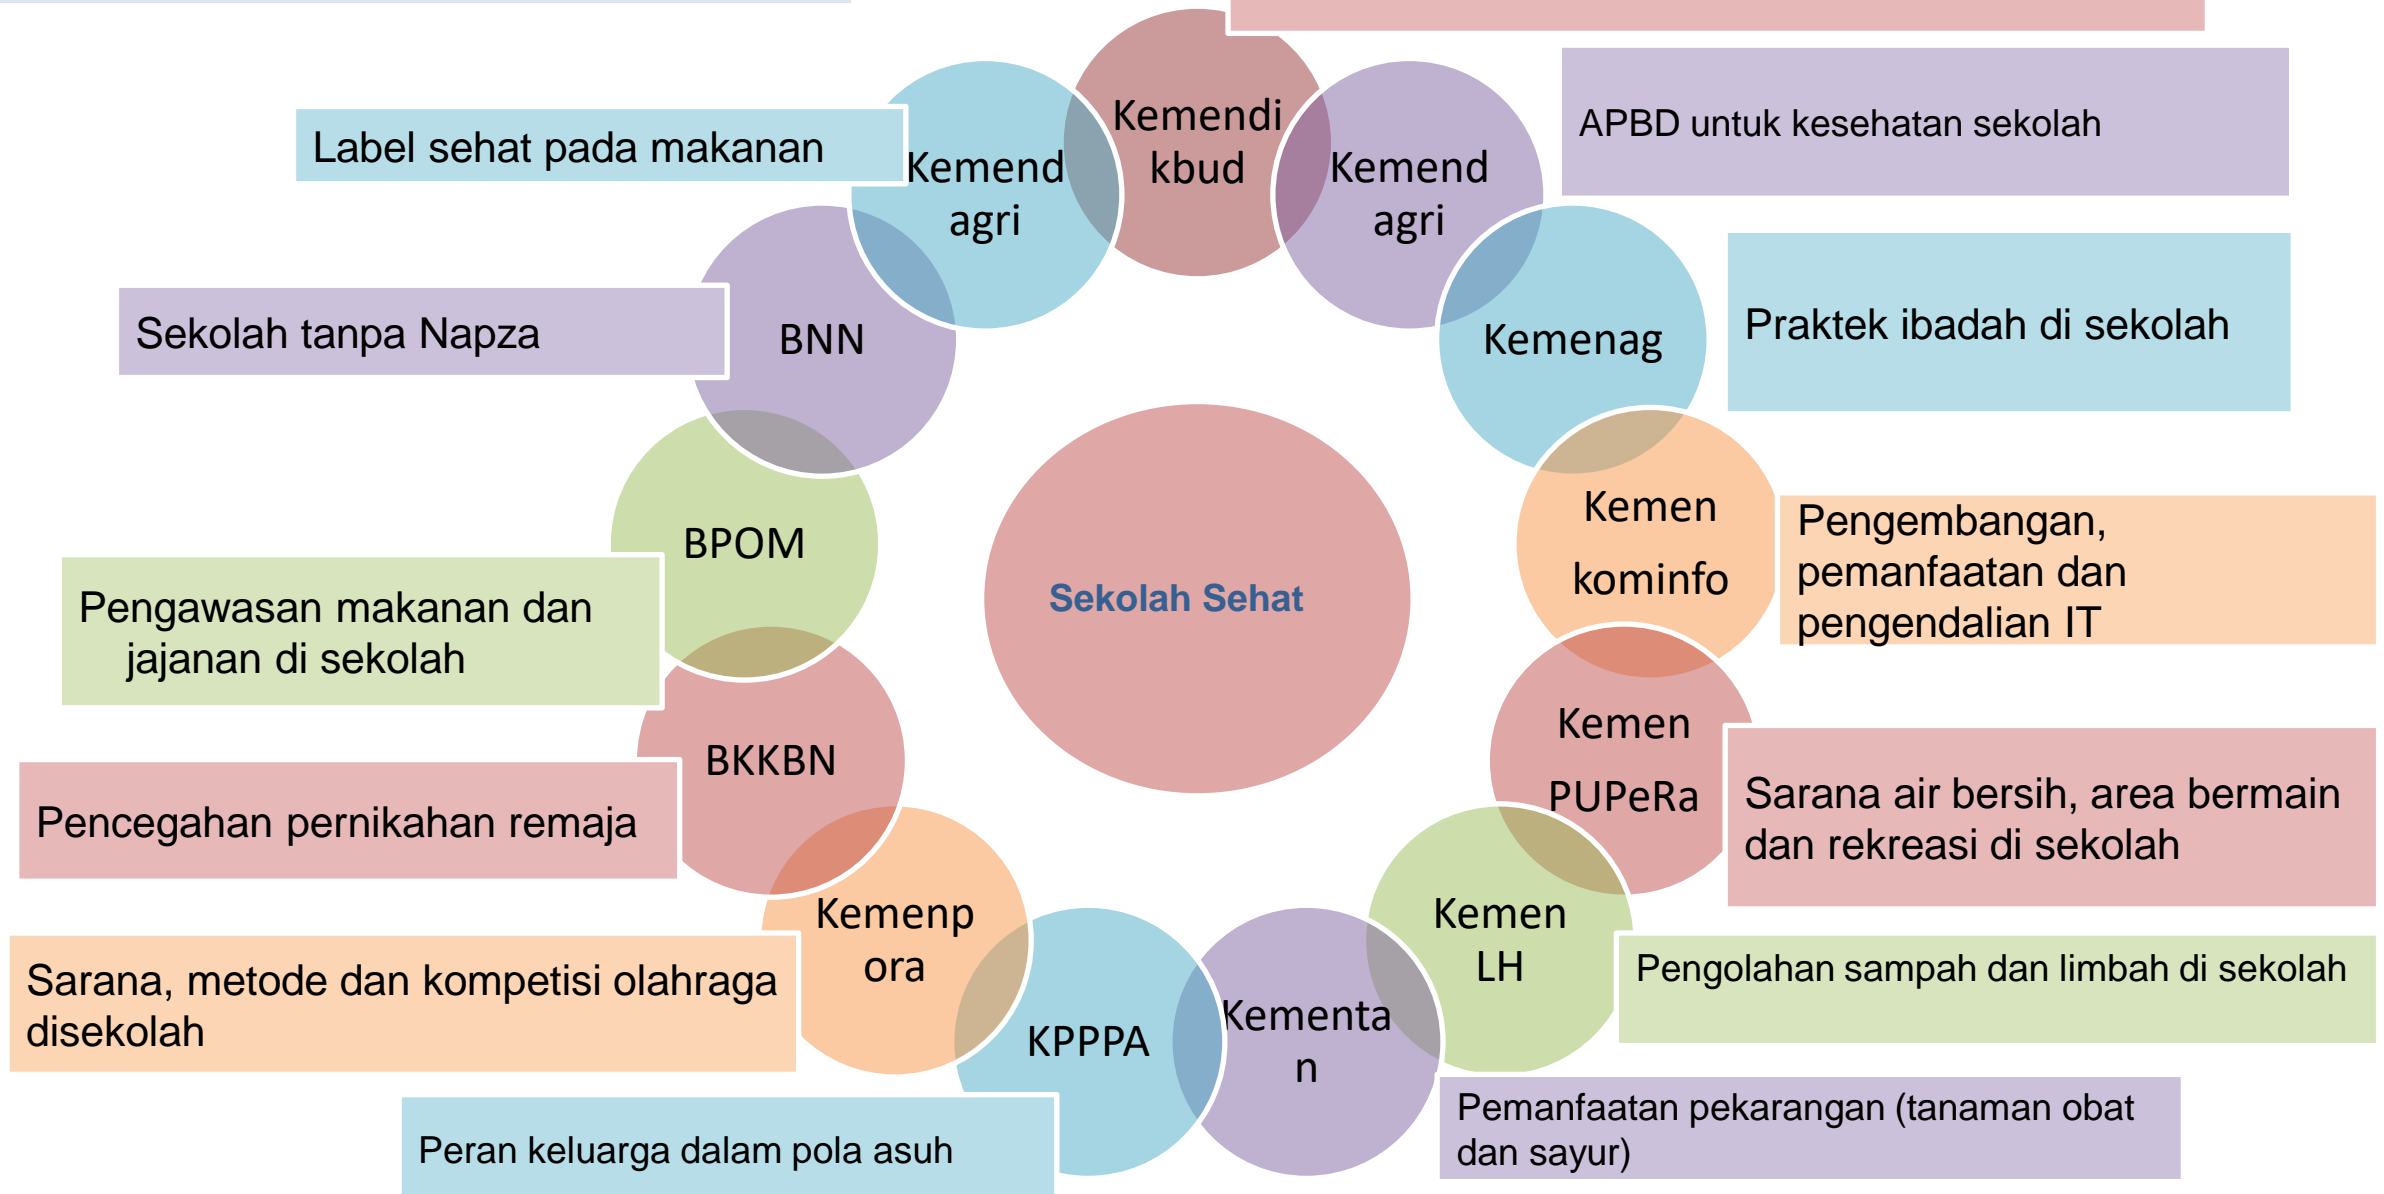 Kemendi
kbud
Kemend
agri
APBD untuk kesehatan sekolah
Kemenag
Praktek ibadah di sekolah
Kemen
kominfo
Pengembangan,
pemanfaatan dan
pengendalian IT
Kemen
PUPeRa
Sarana air bersih, area bermain
dan rekreasi di sekolah
Kemen
LH
Pengolahan sampah dan limbah di sekolah
Kementa
n
Pemanfaatan pekarangan (tanaman obat
dan sayur)
KPPPA
Peran keluarga dalam pola asuh
Kemenp
ora
Sarana, metode dan kompetisi olahraga
disekolah
BKKBN
Pencegahan pernikahan remaja
BPOM
Pengawasan makanan dan
jajanan di sekolah
BNN
Sekolah tanpa Napza
Kemend
agri
Label sehat pada makanan
Sekolah Sehat